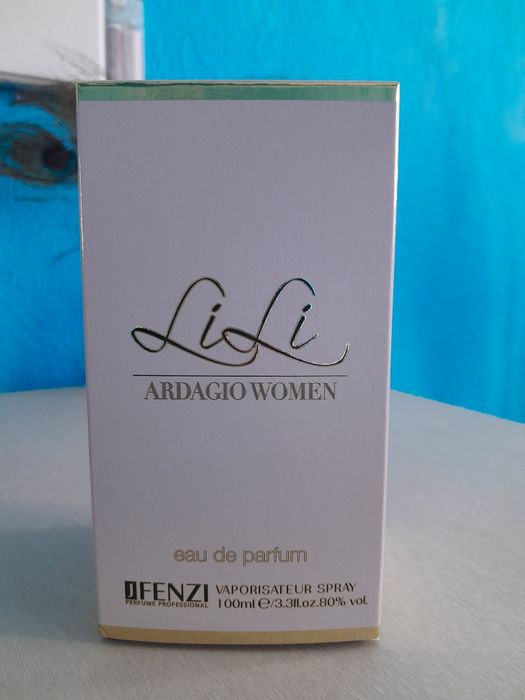 LiLi
ARDAGIO WOMEN
eau de parfum
JFENZI
PERFUME PROFESSIONAL
VAPORISATEUR SPRAY
100ml ℮/3.3fl.oz.80% vol.